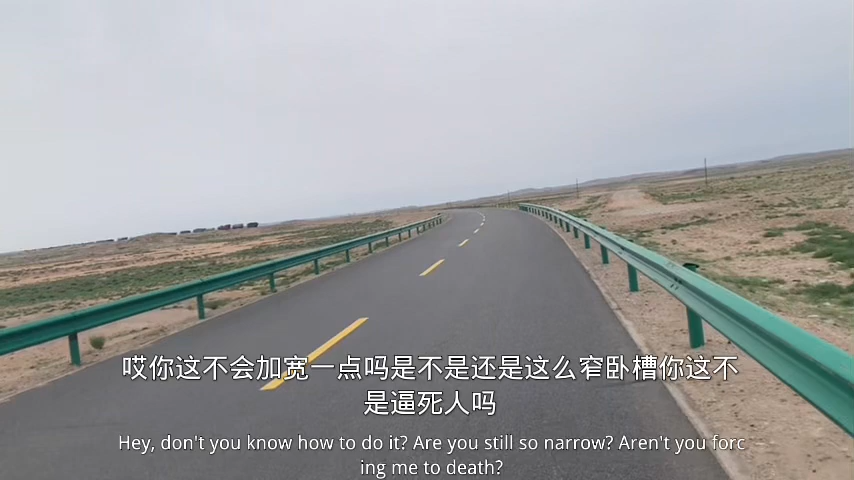 哎你这不会加宽一点吗是不是还是这么窄卧槽你这不
是逼死人吗
Hey, don't you know how to do it? Are you still so narrow? Aren't you forc
ing me to death?